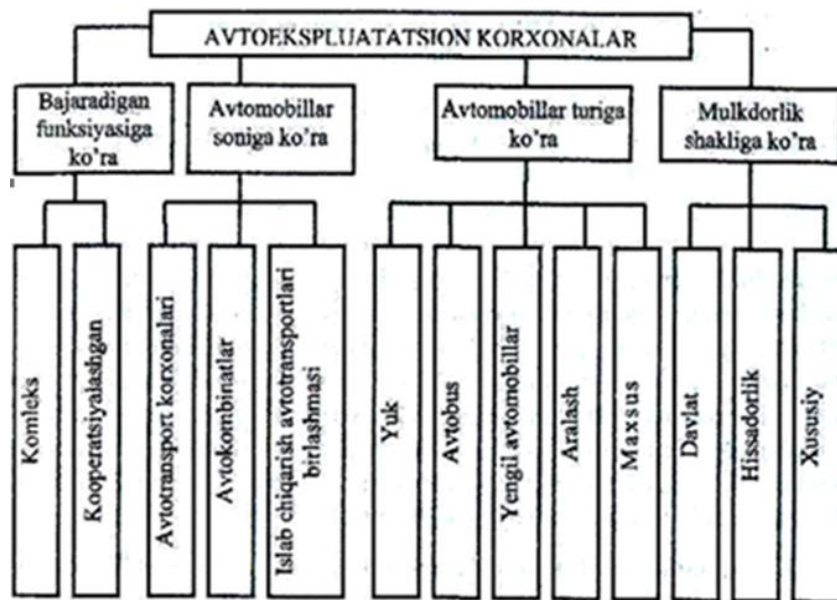 AVTOEKSPLUATATSION KORXONALAR
Bajaradigan
funksiyasiga
ko'ra
Avtomobillar
soniga ko'ra
Avtomobillar turiga
ko'ra
Mulkdorlik
shakliga ko'ra
Komleks
Kooperatsiyalashgan
Avtotransport korxonalari
Avtokombinatlar
Islab chiqarish avtotransportlari
birlashmasi
Yuk
Avtobus
Yengil avtomobillar
Aralash
Maxsus
Davlat
Hissadorlik
Xususiy